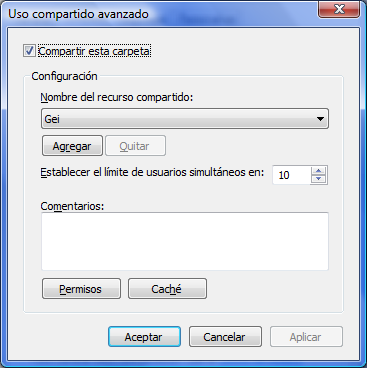 Uso compartido avanzado
Compartir esta carpeta
Configuración
Nombre del recurso compartido:
Gei
Agregar Quitar
Establecer el límite de usuarios simultáneos en: 10
Comentarios:
Permisos Caché
Aceptar Cancelar Aplicar